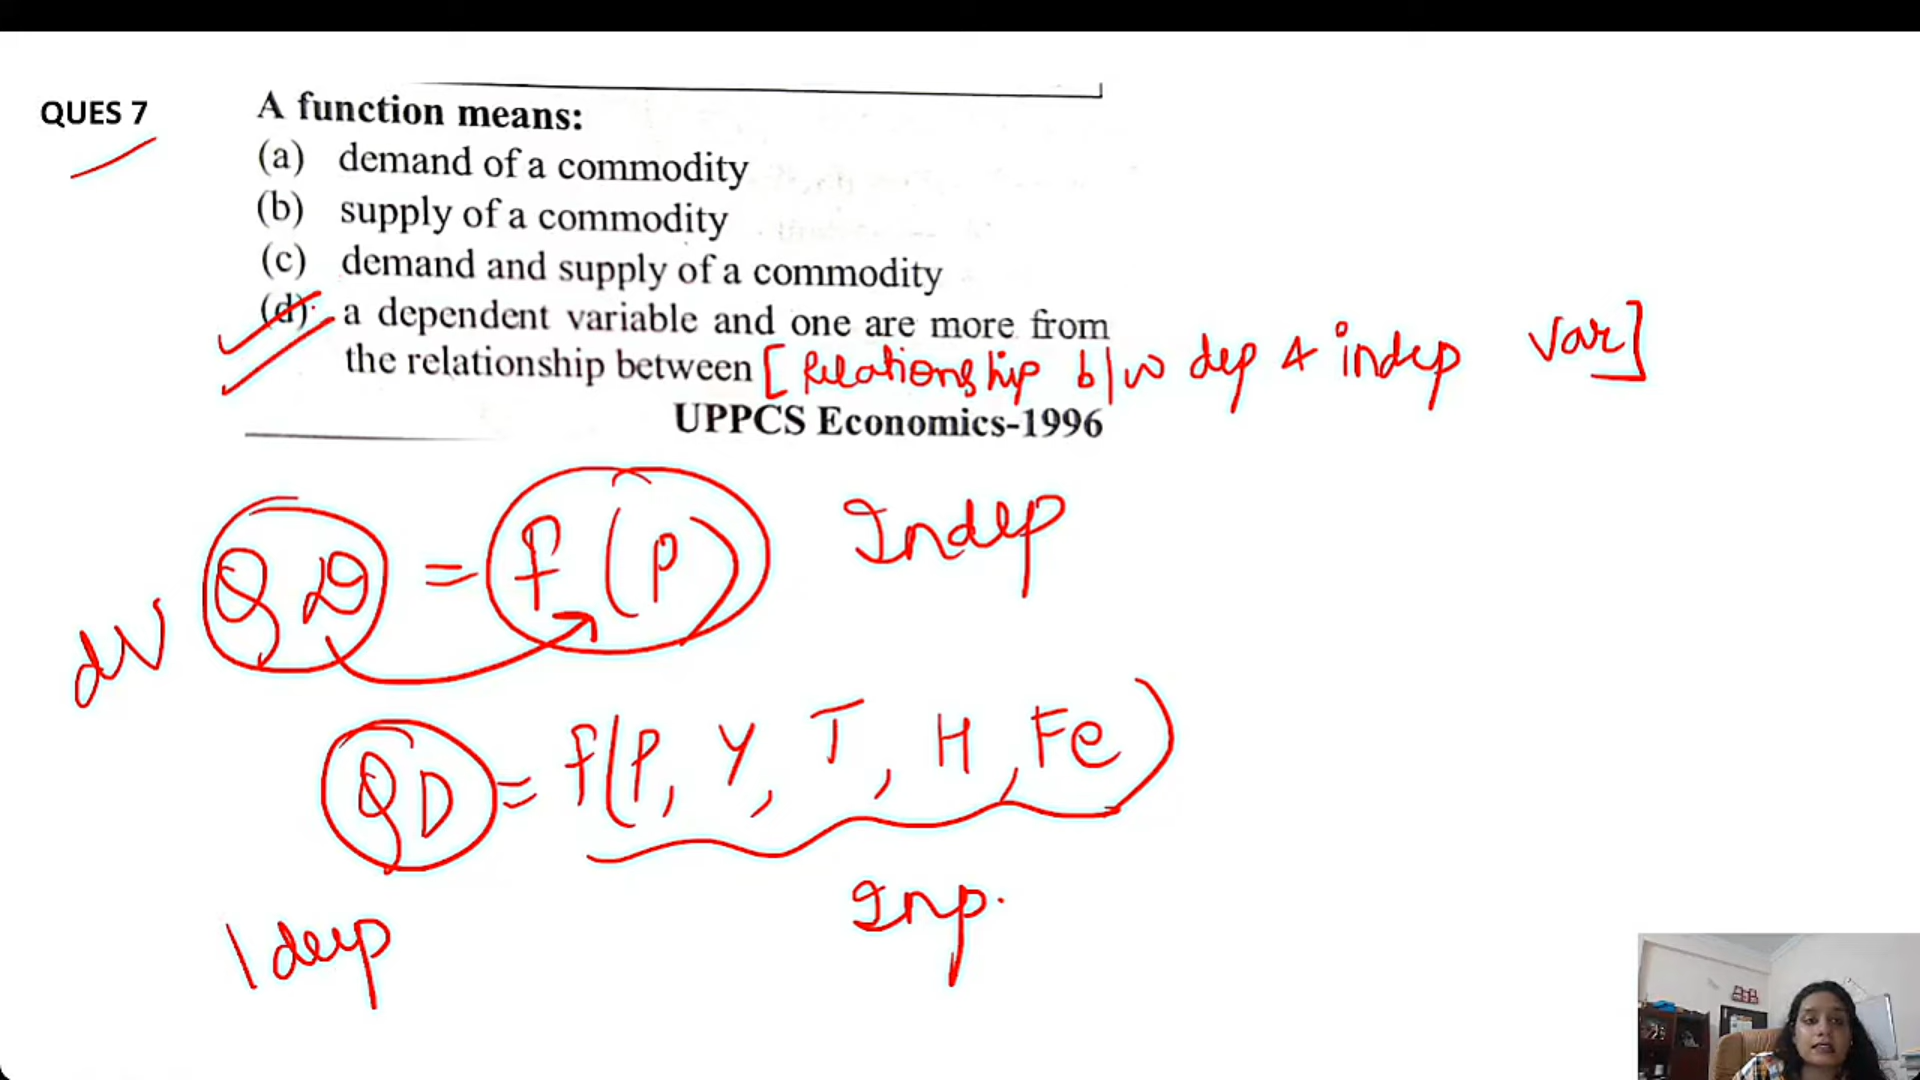 QUES 7
A function means:
(a) demand of a commodity
(b) supply of a commodity
(c) demand and supply of a commodity
(d) a dependent variable and one are more from
the relationship between [Relationship b/w dep & indep var]
UPPCS Economics-1996
dV QD = f(P) Indep
QD = f(P, Y, T, H, Fe)
1 dep Inp.